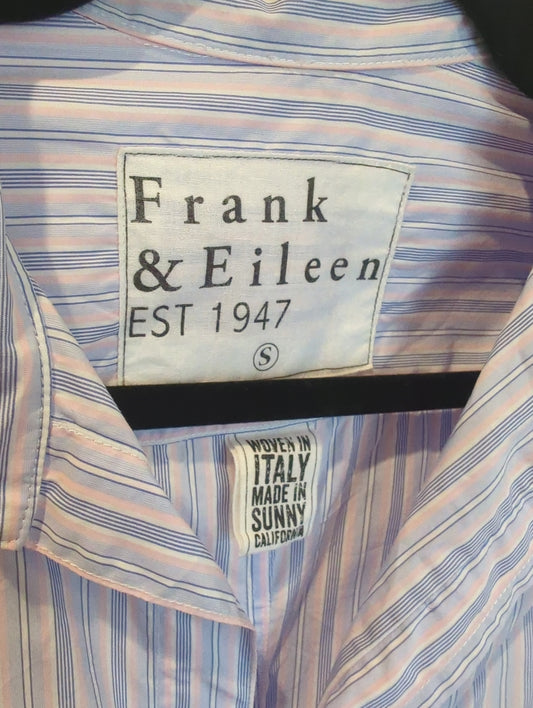 Frank
& Eileen
EST 1947
S
WOVEN IN
ITALY
MADE IN
SUNNY
CALIFORNIA